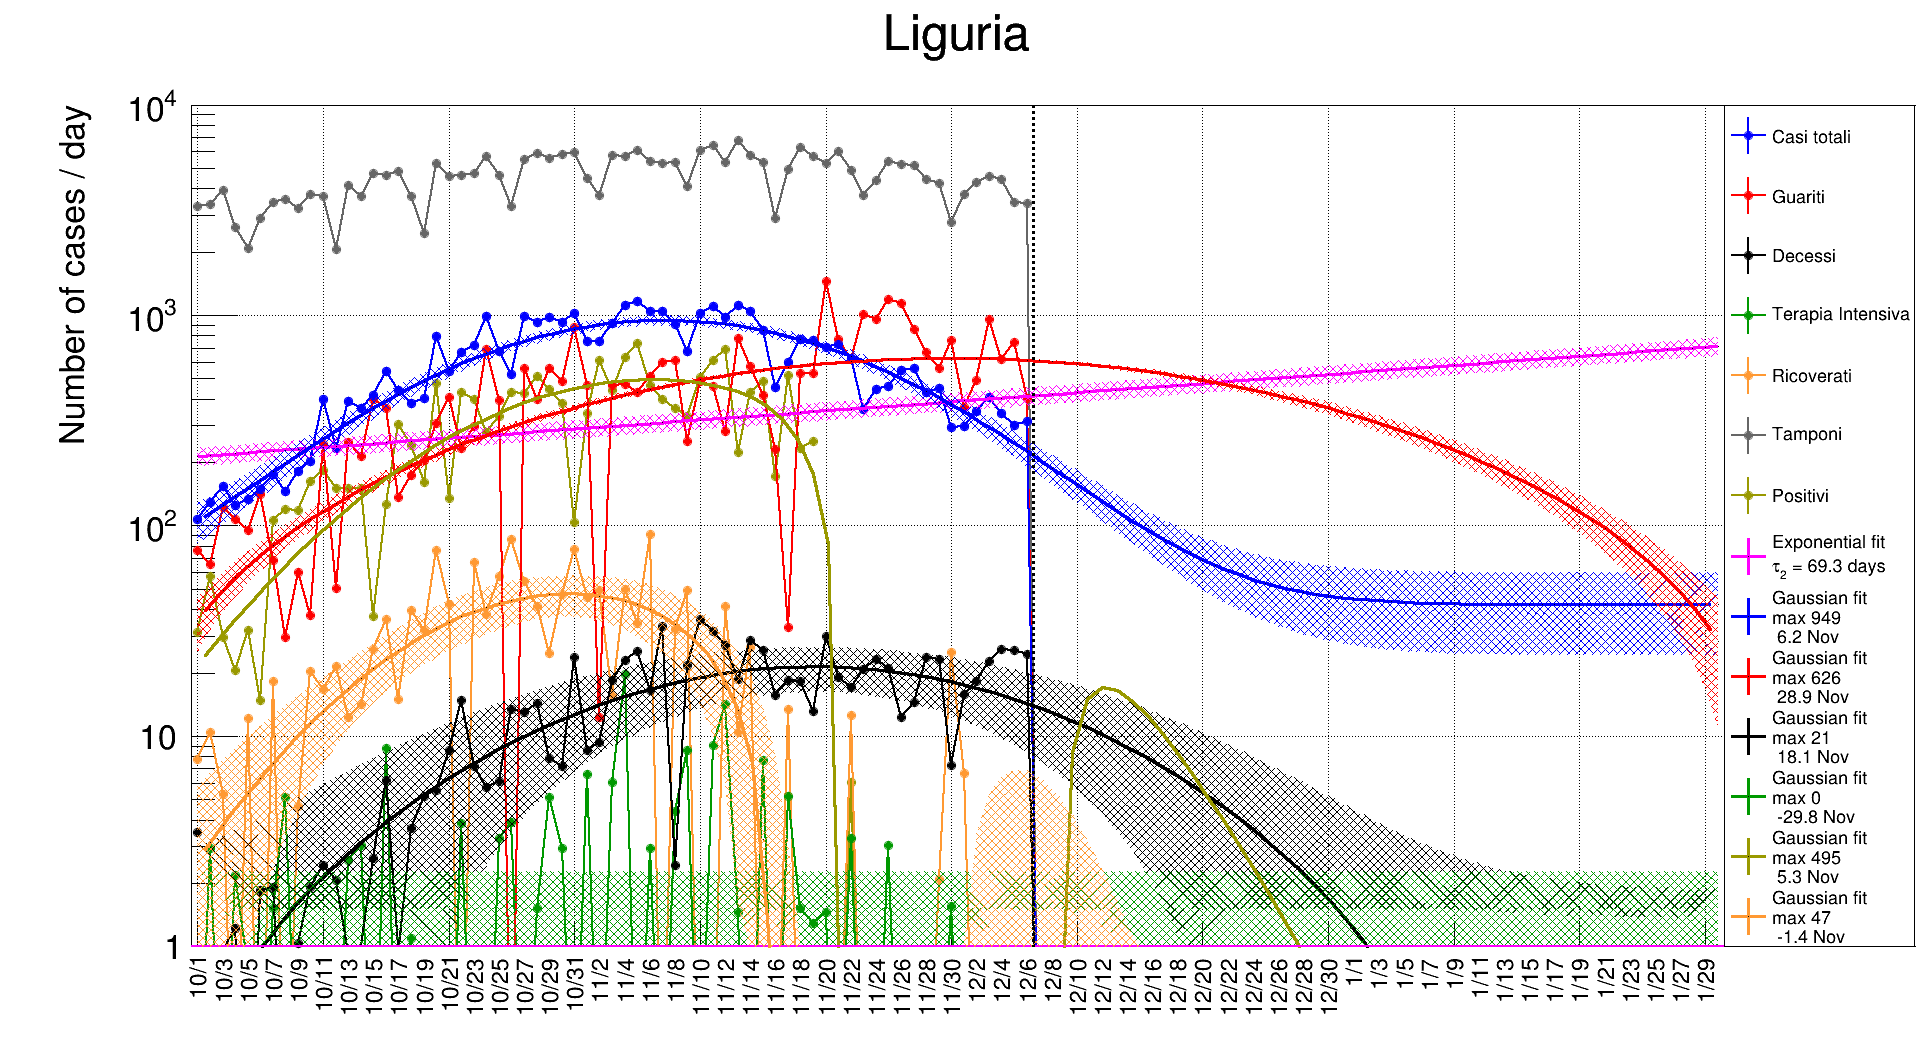 Liguria
Number of cases / day
10⁴
10³
10²
10
1
10/1
10/3
10/5
10/7
10/9
10/11
10/13
10/15
10/17
10/19
10/21
10/23
10/25
10/27
10/29
10/31
11/2
11/4
11/6
11/8
11/10
11/12
11/14
11/16
11/18
11/20
11/22
11/24
11/26
11/28
11/30
12/2
12/4
12/6
12/8
12/10
12/12
12/14
12/16
12/18
12/20
12/22
12/24
12/26
12/28
12/30
1/1
1/3
1/5
1/7
1/9
1/11
1/13
1/15
1/17
1/19
1/21
1/23
1/25
1/27
1/29
Casi totali
Guariti
Decessi
Terapia Intensiva
Ricoverati
Tamponi
Positivi
Exponential fit
τ₂ = 69.3 days
Gaussian fit
max 949
6.2 Nov
Gaussian fit
max 626
28.9 Nov
Gaussian fit
max 21
18.1 Nov
Gaussian fit
max 0
-29.8 Nov
Gaussian fit
max 495
5.3 Nov
Gaussian fit
max 47
-1.4 Nov